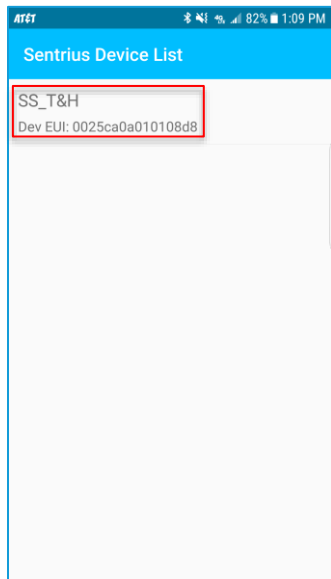 AT&T 82% 1:09 PM
Sentrius Device List
SS_T&H
Dev EUI: 0025ca0a010108d8